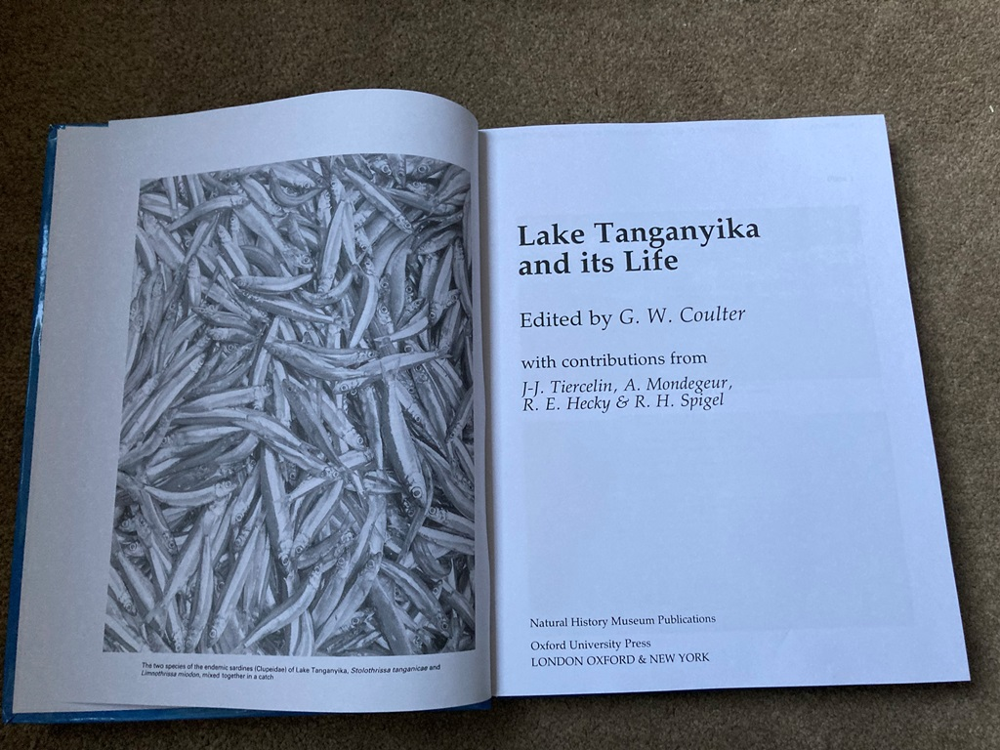 The two species of the endemic sardines (Clupeidae) of Lake Tanganyika, Stolothrissa tanganicae and
Limnothrissa miodon, mixed together in a catch
Lake Tanganyika
and its Life
Edited by G. W. Coulter
with contributions from
J-J. Tiercelin, A. Mondegeur,
R. E. Hecky & R. H. Spigel
Natural History Museum Publications
Oxford University Press
LONDON OXFORD & NEW YORK